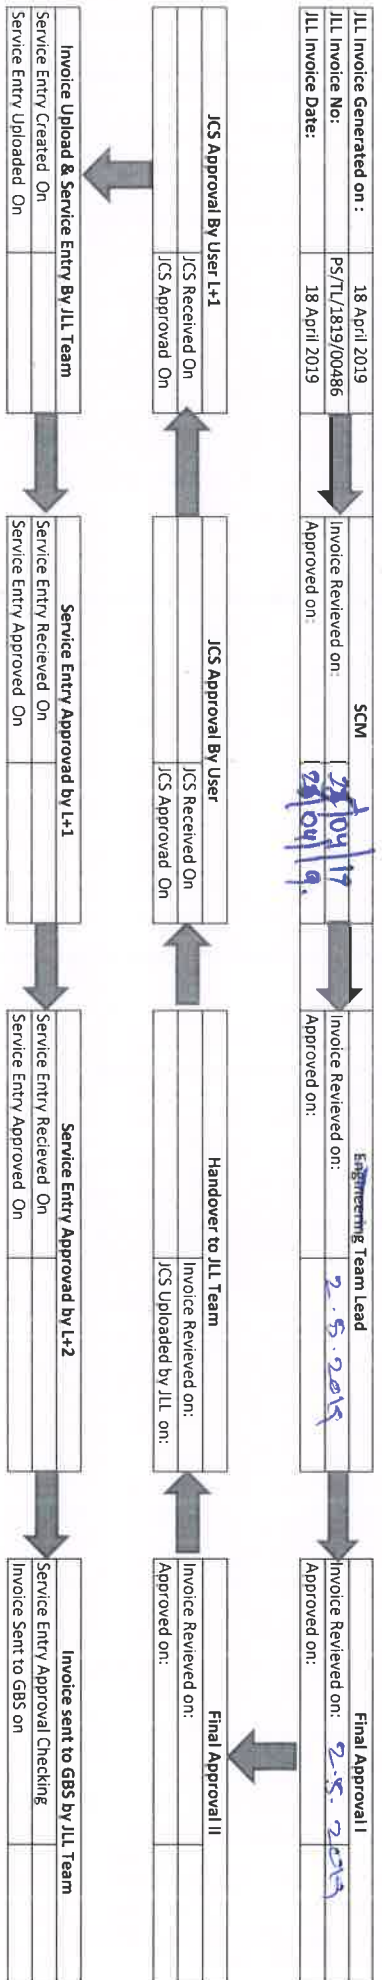 JLL Invoice Generated on : 18 April 2019
JLL Invoice No: PS/TL/1819/00486
JLL Invoice Date: 18 April 2019
SCM
Invoice Revieved on: /04/19
Approved on: /04/19.
Engineering Team Lead
Invoice Revieved on: 2.5.2019
Approved on:
Final Approval I
Invoice Revieved on: 2.5.2019
Approved on:
Final Approval II
Invoice Revieved on:
Approved on:
Handover to JLL Team
Invoice Revieved on:
JCS Uploaded by JLL on:
JCS Approval By User
JCS Received On
JCS Approvad On
JCS Approval By User L+1
JCS Received On
JCS Approvad On
Invoice Upload & Service Entry By JLL Team
Service Entry Created On
Service Entry Uploaded On
Service Entry Approvad by L+1
Service Entry Recieved On
Service Entry Approved On
Service Entry Approvad by L+2
Service Entry Recieved On
Service Entry Approved On
Invoice sent to GBS by JLL Team
Service Entry Approval Checking
Invoice Sent to GBS on